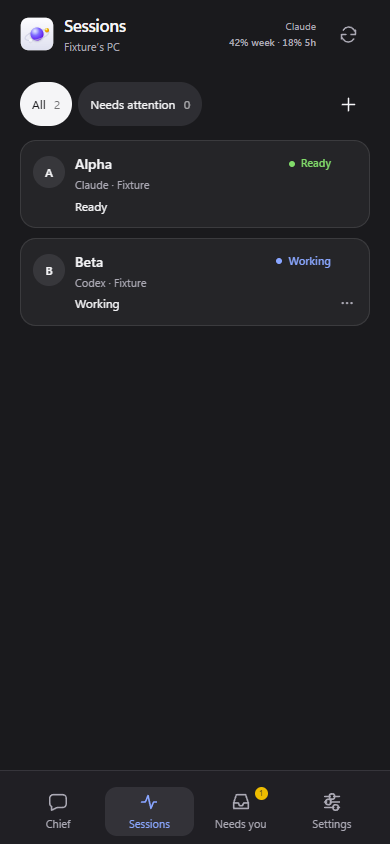 Sessions
Fixture's PC
Claude
42% week · 18% 5h
All 2
Needs attention 0
A
Alpha
Ready
Claude · Fixture
Ready
B
Beta
Working
Codex · Fixture
Working
Chief
Sessions
1
Needs you
Settings